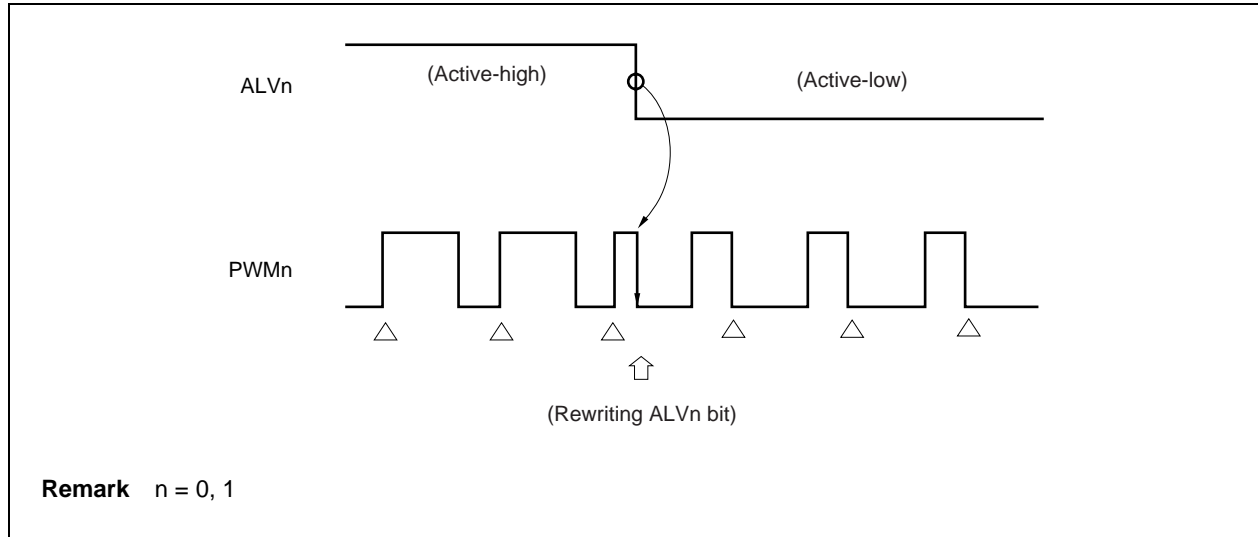 ALVn
(Active-high)
(Active-low)
PWMn
(Rewriting ALVn bit)
Remark n = 0, 1